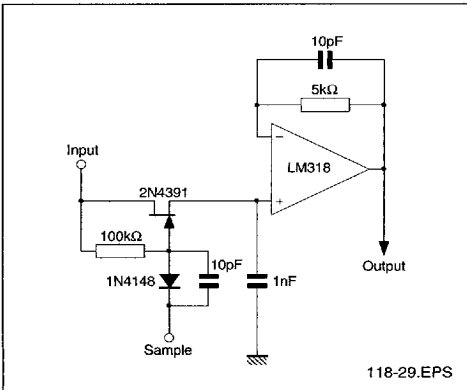 10pF
5kΩ
Input
LM318
2N4391
100kΩ
10pF
1N4148
1nF
Output
Sample
118-29.EPS